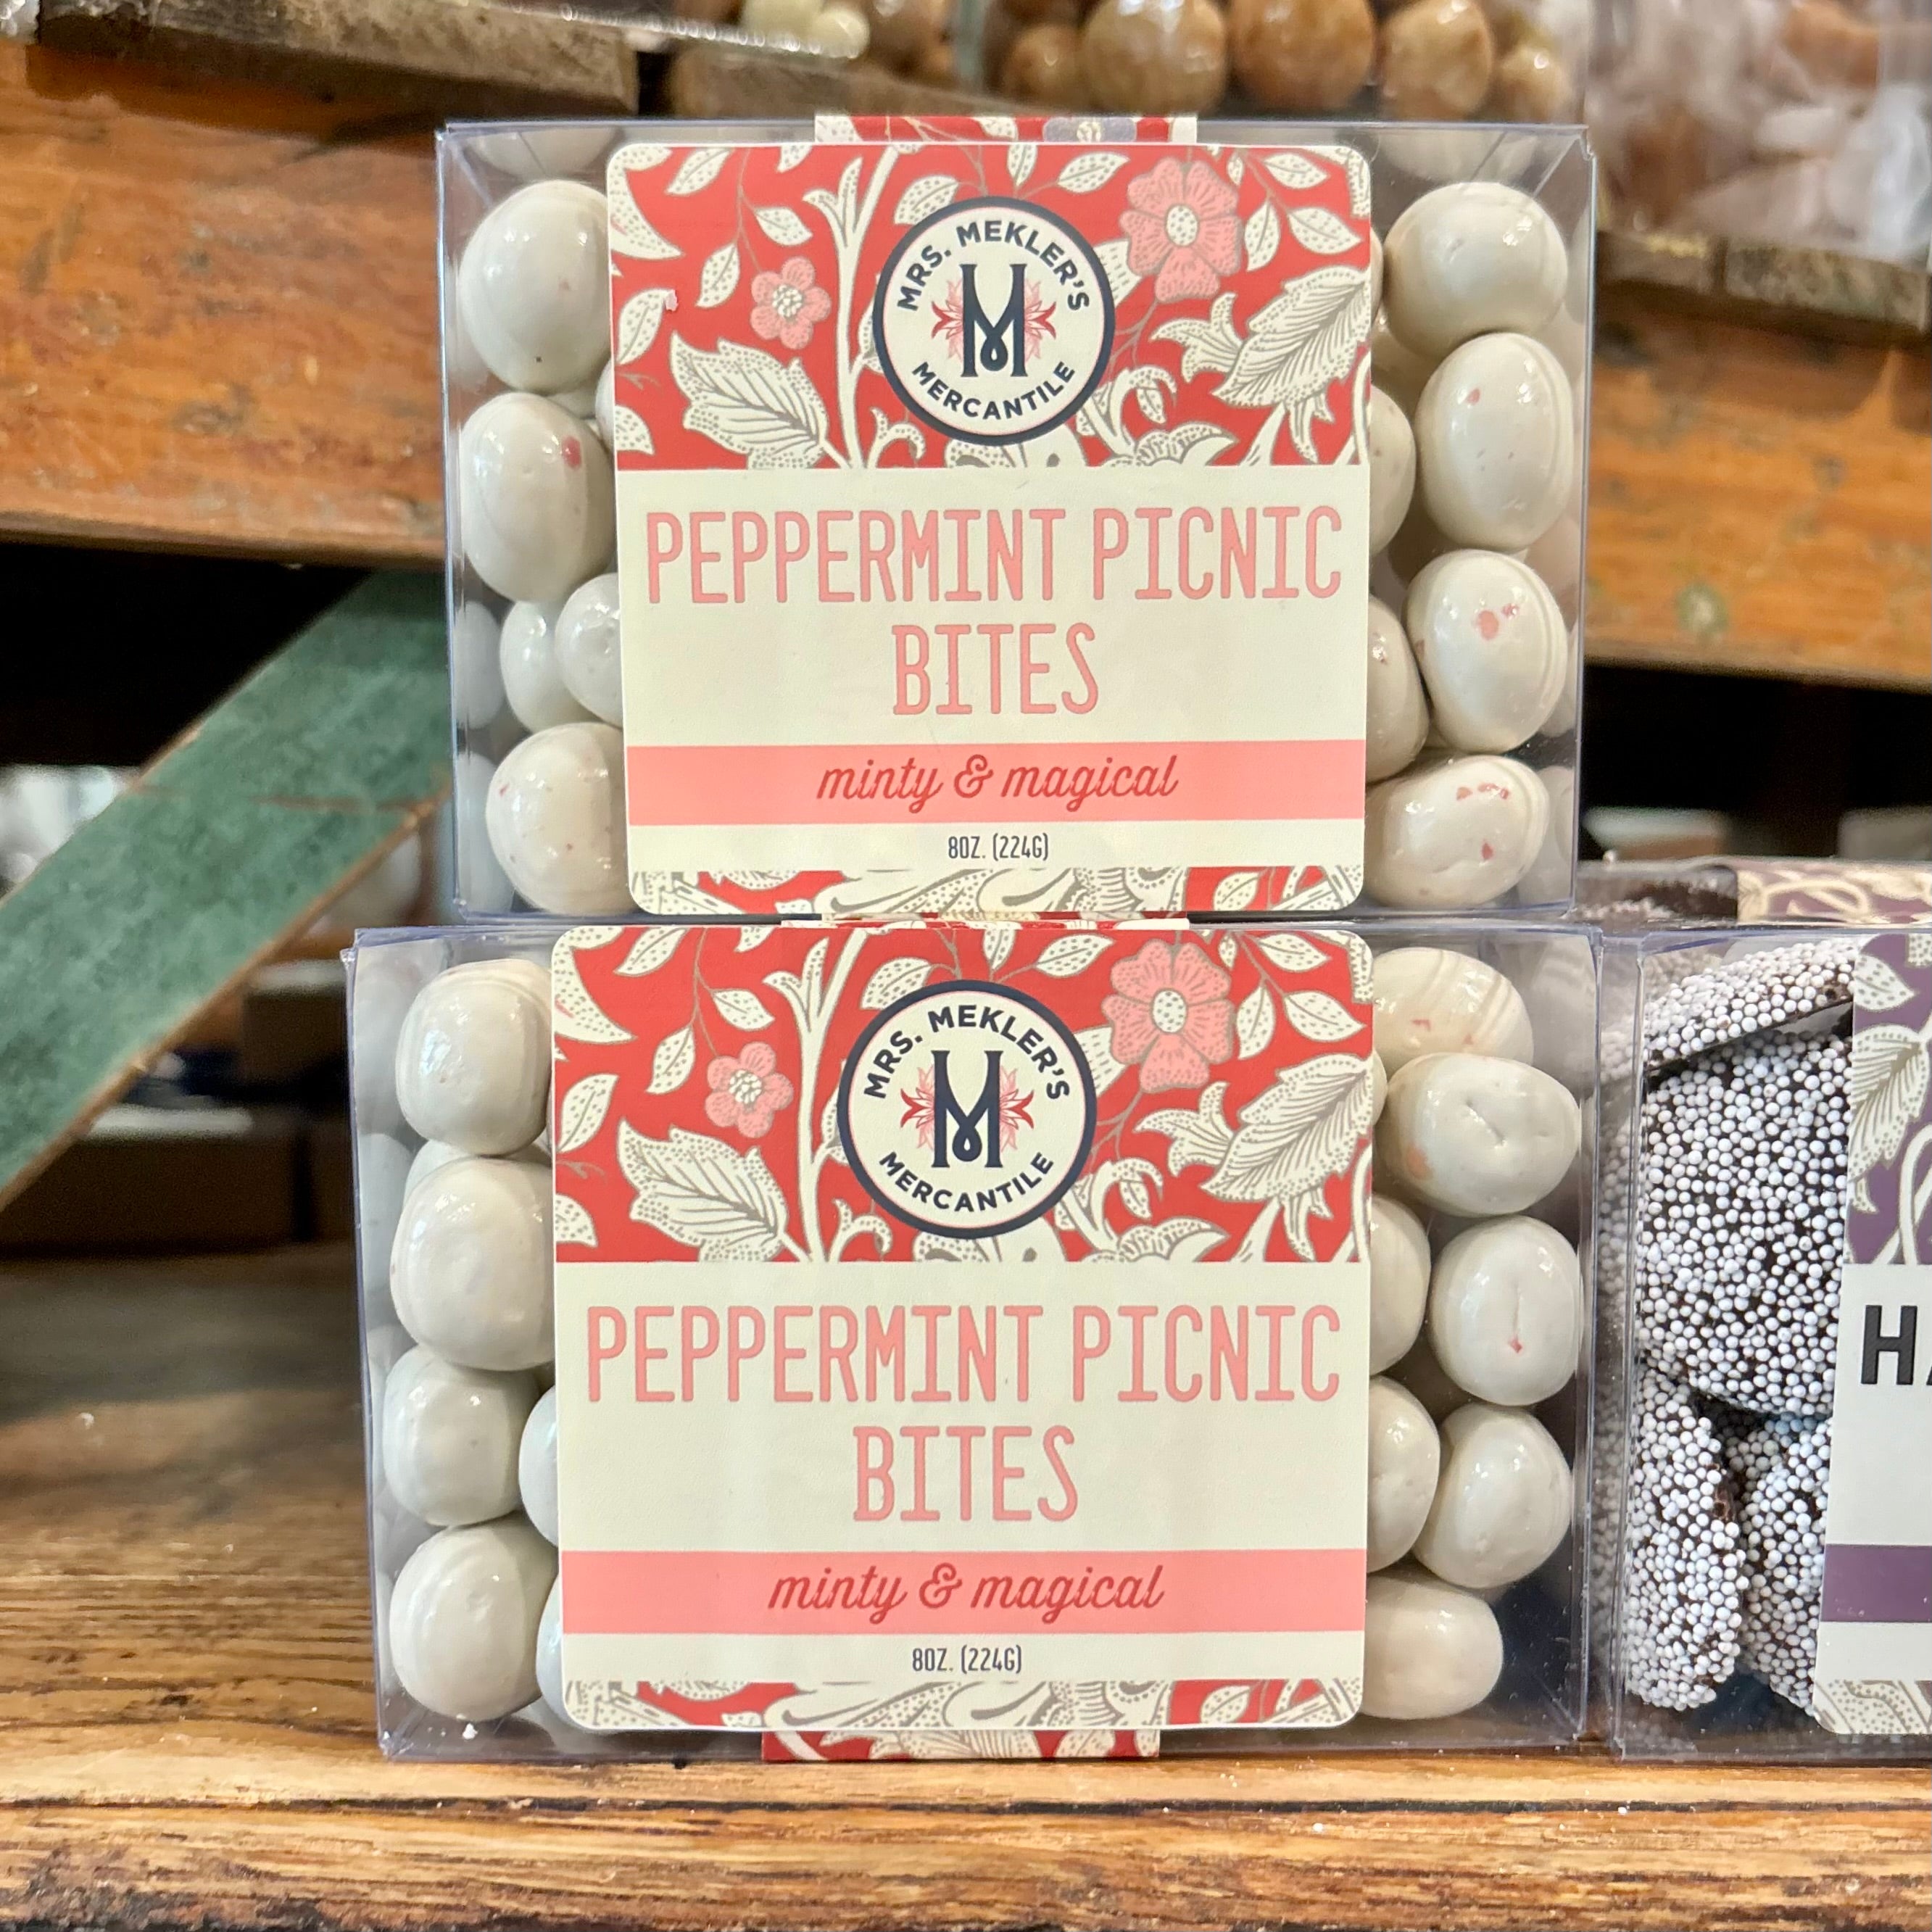 MRS. MEKLER'S
M
MERCANTILE
PEPPERMINT PICNIC
BITES
minty & magical
8OZ. (224G)
MRS. MEKLER'S
M
MERCANTILE
PEPPERMINT PICNIC
BITES
minty & magical
8OZ. (224G)